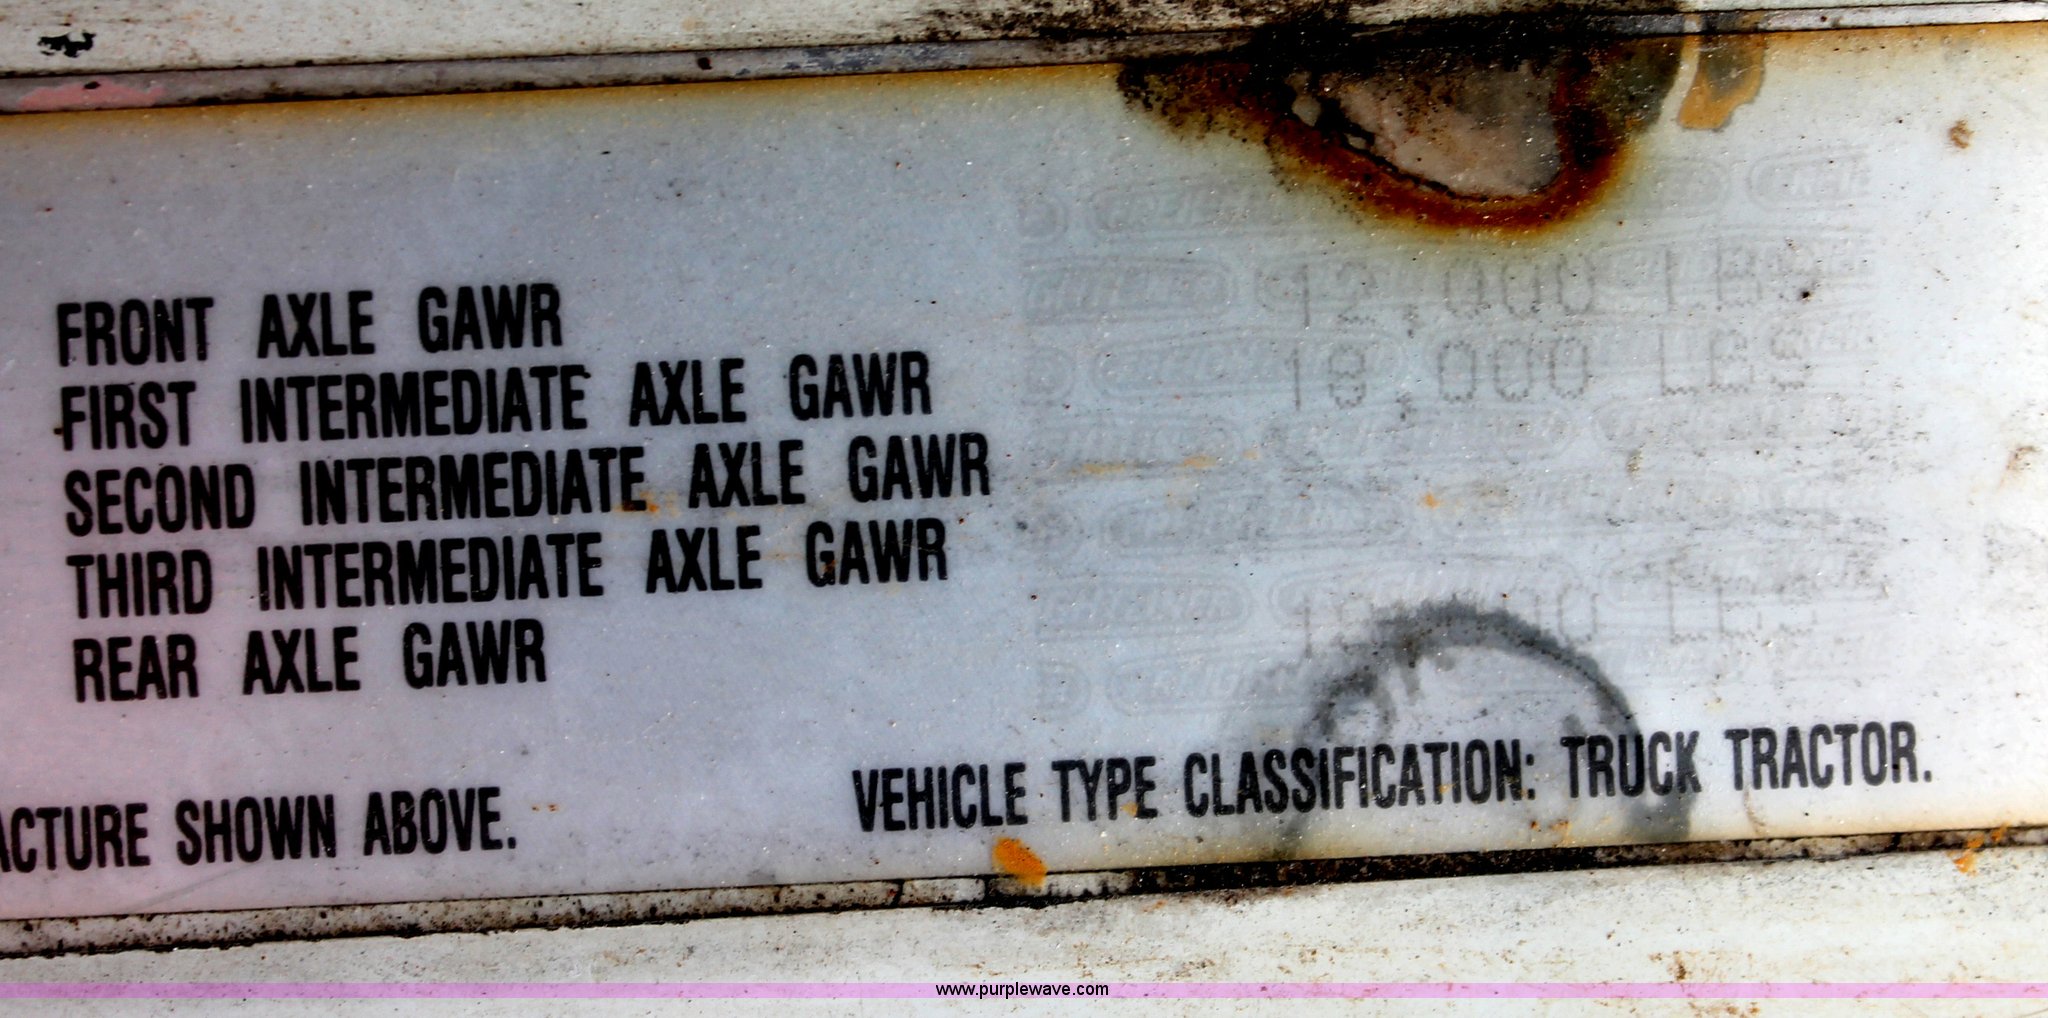 FRONT AXLE GAWR 12,000 LBS
FIRST INTERMEDIATE AXLE GAWR 19,000 LBS
SECOND INTERMEDIATE AXLE GAWR
THIRD INTERMEDIATE AXLE GAWR
REAR AXLE GAWR
ACTURE SHOWN ABOVE. VEHICLE TYPE CLASSIFICATION: TRUCK TRACTOR.
www.purplewave.com